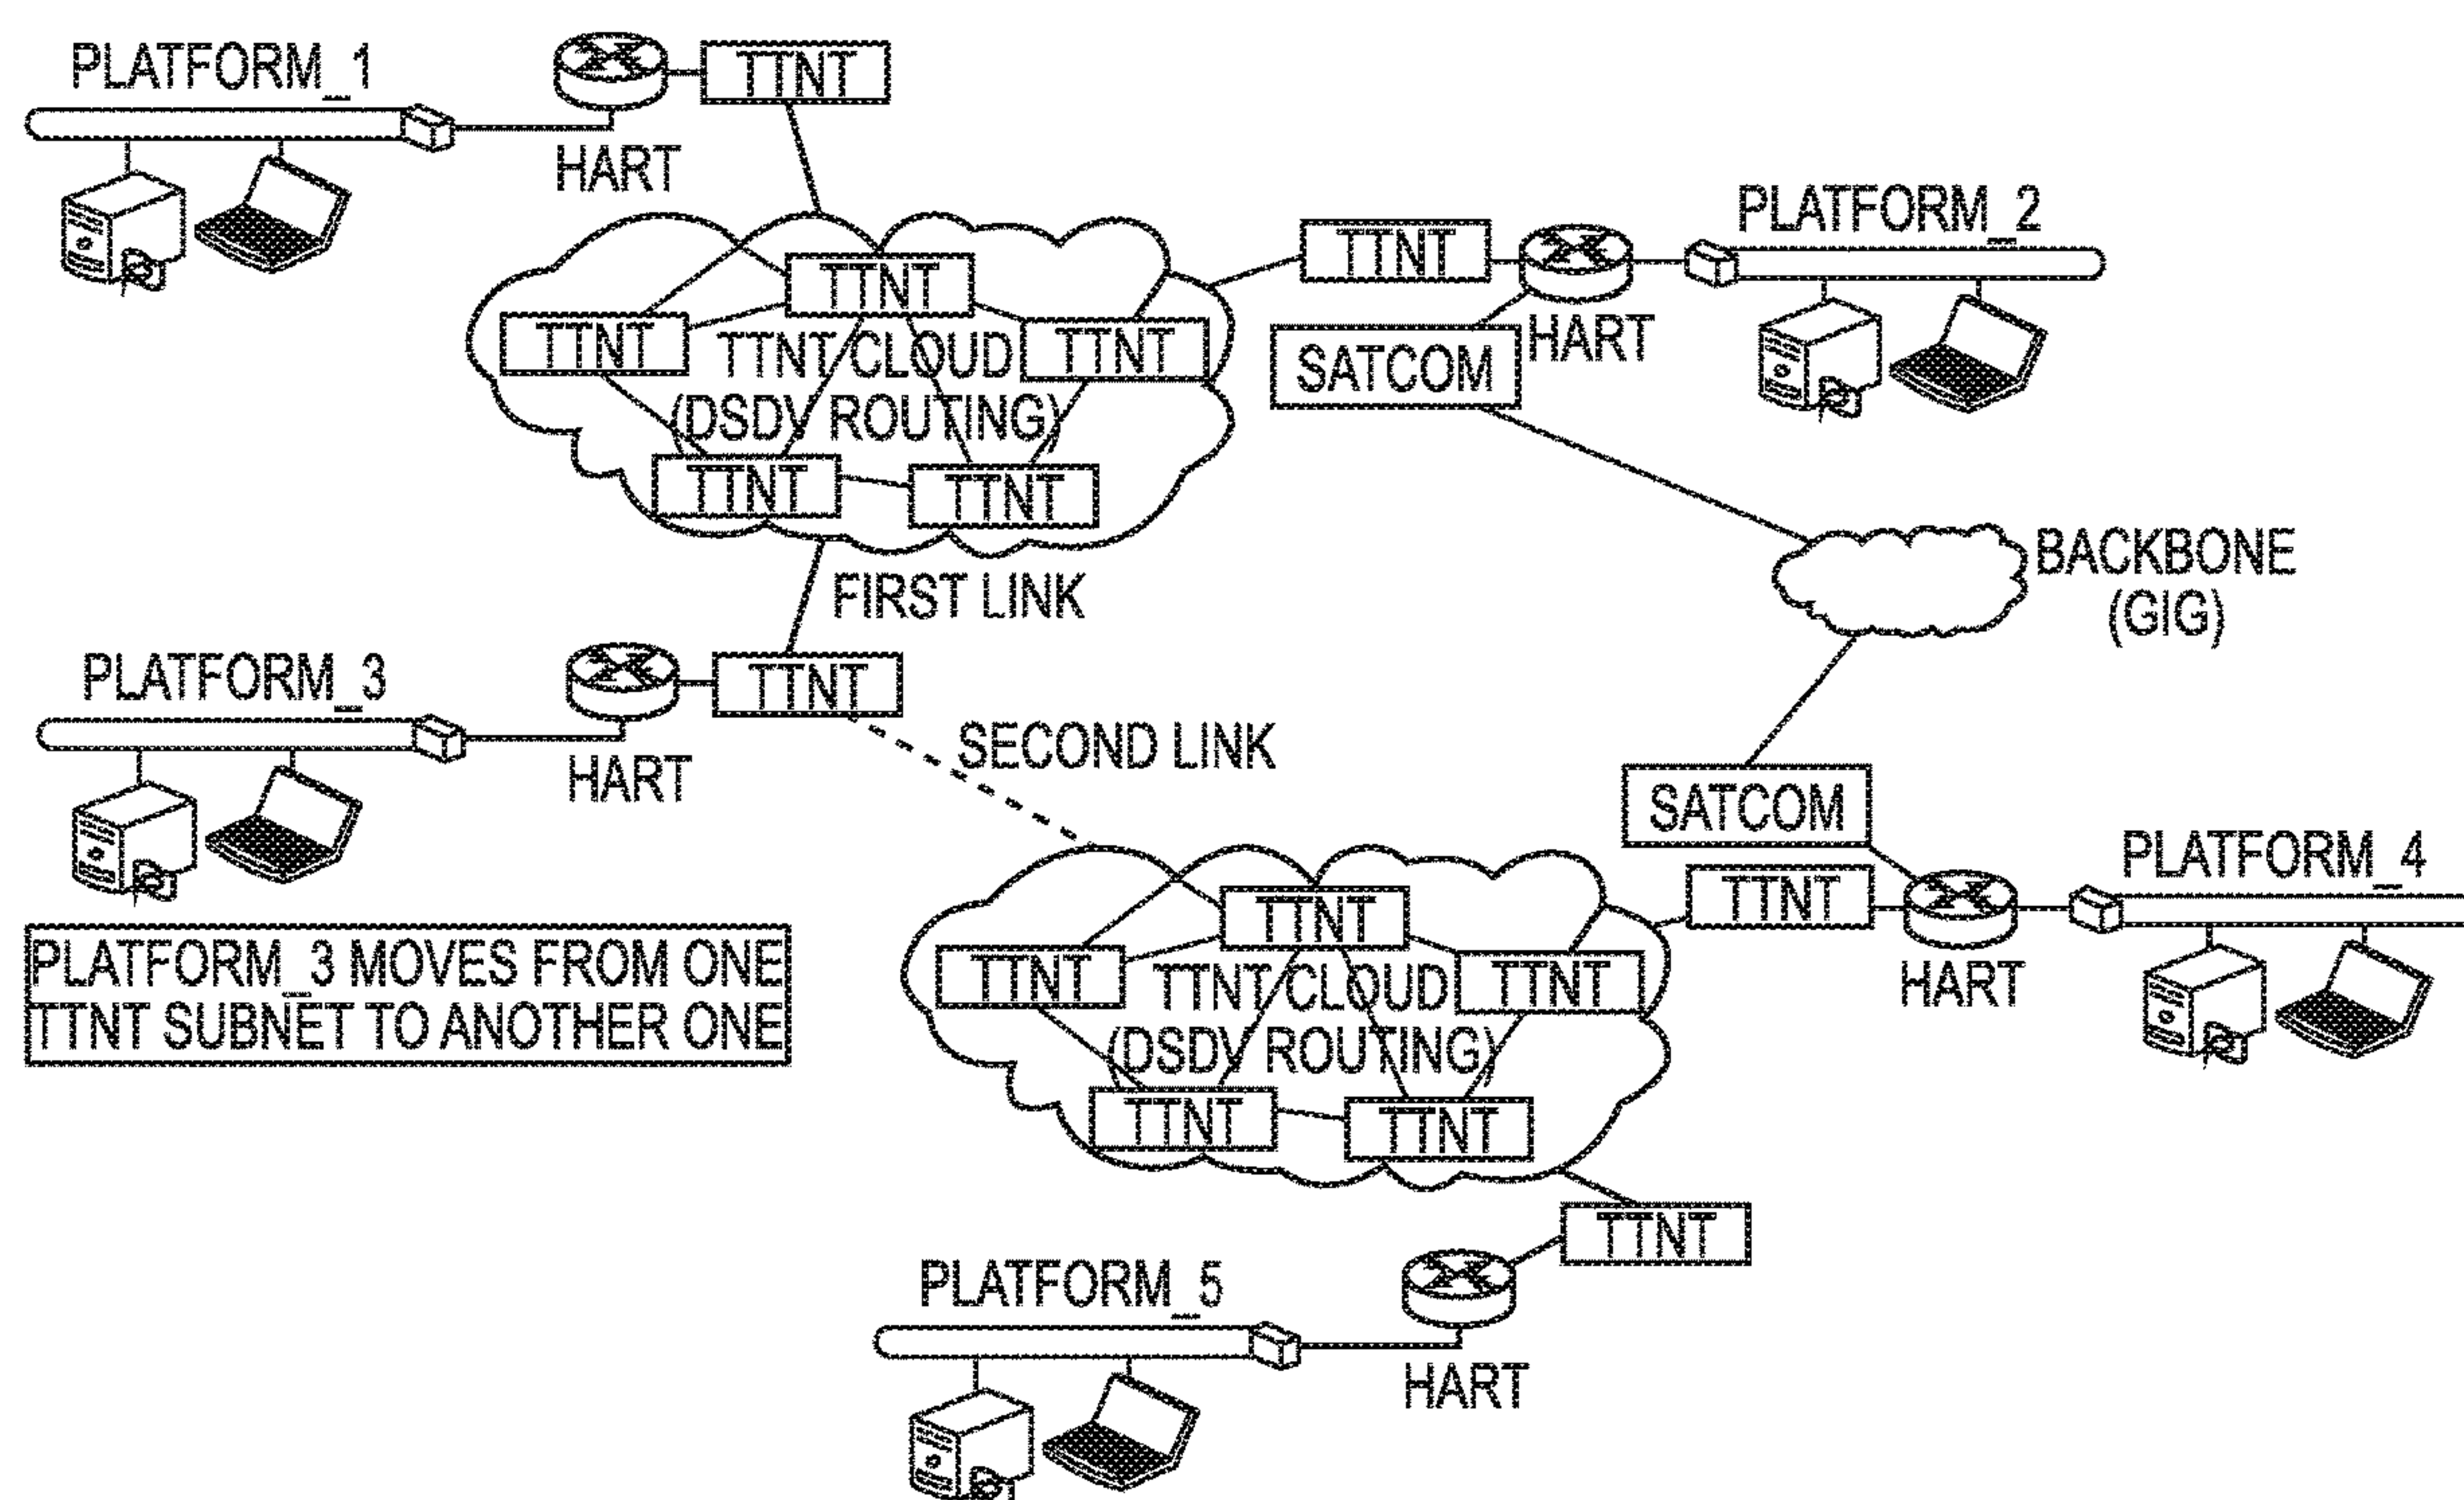 PLATFORM_1
TTNT
HART
PLATFORM_2
TTNT
HART
SATCOM
TTNT
TTNT
TTNT CLOUD
TTNT
(DSDV ROUTING)
TTNT
TTNT
BACKBONE
(GIG)
FIRST LINK
PLATFORM_3
TTNT
HART
SECOND LINK
SATCOM
PLATFORM_4
TTNT
HART
TTNT
TTNT
TTNT CLOUD
TTNT
(DSDV ROUTING)
TTNT
TTNT
PLATFORM_3 MOVES FROM ONE
TTNT SUBNET TO ANOTHER ONE
TTNT
PLATFORM_5
HART